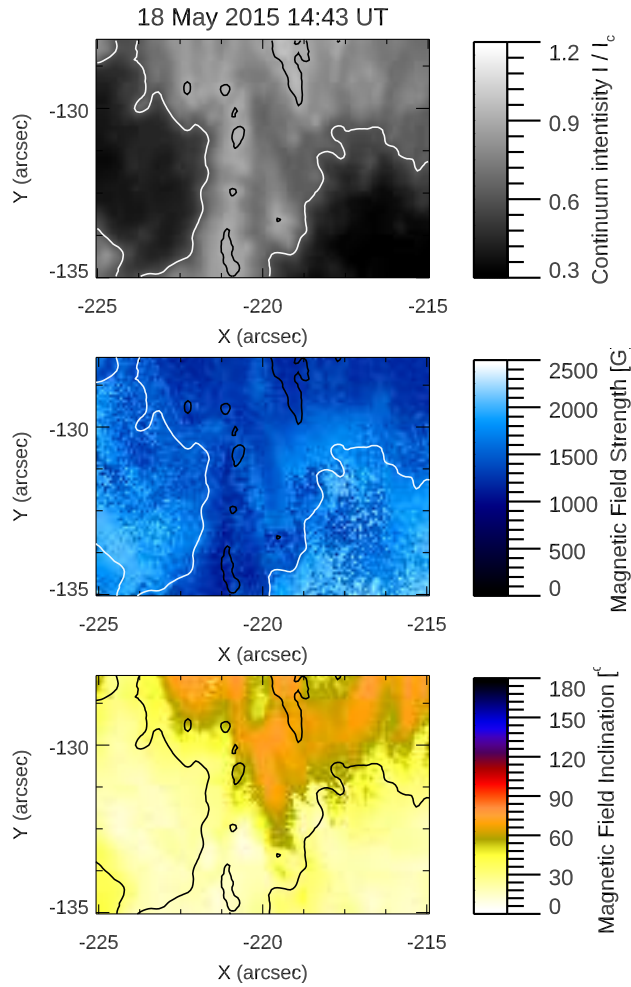 18 May 2015 14:43 UT
-130
-135
Y (arcsec)
-225 -220 -215
X (arcsec)
1.2
0.9
0.6
0.3
Continuum intentisity I / Ic
-130
-135
Y (arcsec)
-225 -220 -215
X (arcsec)
2500
2000
1500
1000
500
0
Magnetic Field Strength [G
-130
-135
Y (arcsec)
-225 -220 -215
X (arcsec)
180
150
120
90
60
30
0
Magnetic Field Inclination [